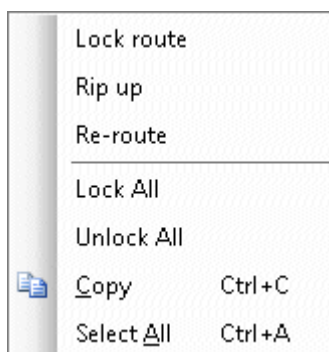 Lock route
Rip up
Re-route
Lock All
Unlock All
Copy Ctrl+C
Select All Ctrl+A